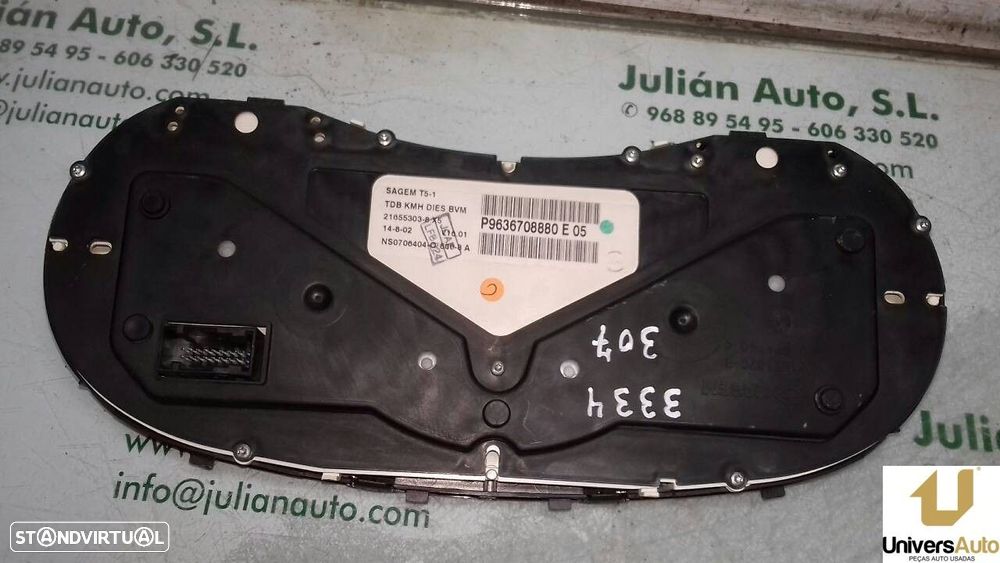 Auto, S.L.
89 54 95 - 606 330 520
www.julianauto
@julianauto
Julián Auto, S.L.
968 89 54 95 - 606 330 520
SAGEM T5-1
TDB KMH DIES BVM
21655303-8
14-8-02
P9636708880 E 05
307
3334
info@julianauto.com
Julián
STANDVIRTUAL
UniversAuto
PEÇAS AUTO USADAS